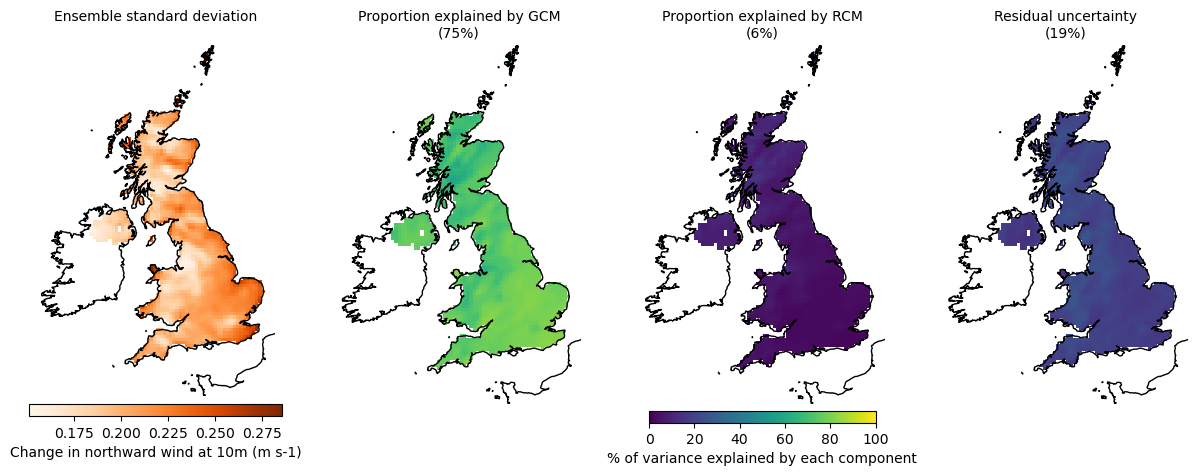 Ensemble standard deviation
Proportion explained by GCM
(75%)
Proportion explained by RCM
(6%)
Residual uncertainty
(19%)
0.175 0.200 0.225 0.250 0.275
Change in northward wind at 10m (m s-1)
0 20 40 60 80 100
% of variance explained by each component